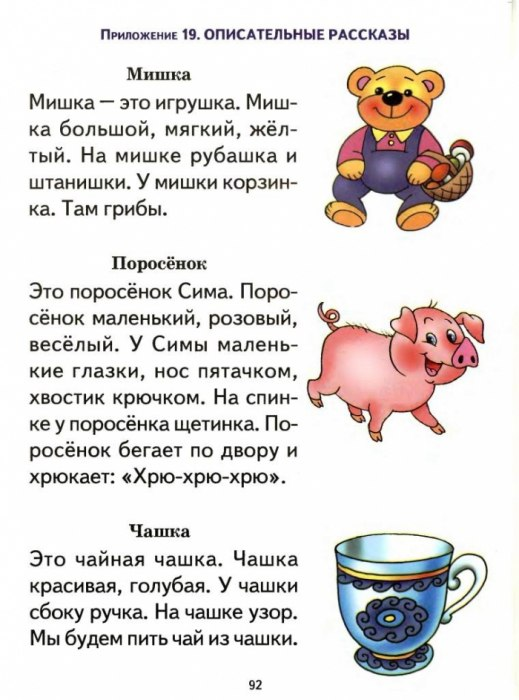 Приложение 19. ОПИСАТЕЛЬНЫЕ РАССКАЗЫ
Мишка
Мишка — это игрушка. Миш-
ка большой, мягкий, жёл-
тый. На мишке рубашка и
штанишки. У мишки корзин-
ка. Там грибы.
Поросёнок
Это поросёнок Сима. Поро-
сёнок маленький, розовый,
весёлый. У Симы малень-
кие глазки, нос пятачком,
хвостик крючком. На спин-
ке у поросёнка щетинка. По-
росёнок бегает по двору и
хрюкает: «Хрю-хрю-хрю».
Чашка
Это чайная чашка. Чашка
красивая, голубая. У чашки
сбоку ручка. На чашке узор.
Мы будем пить чай из чашки.
92